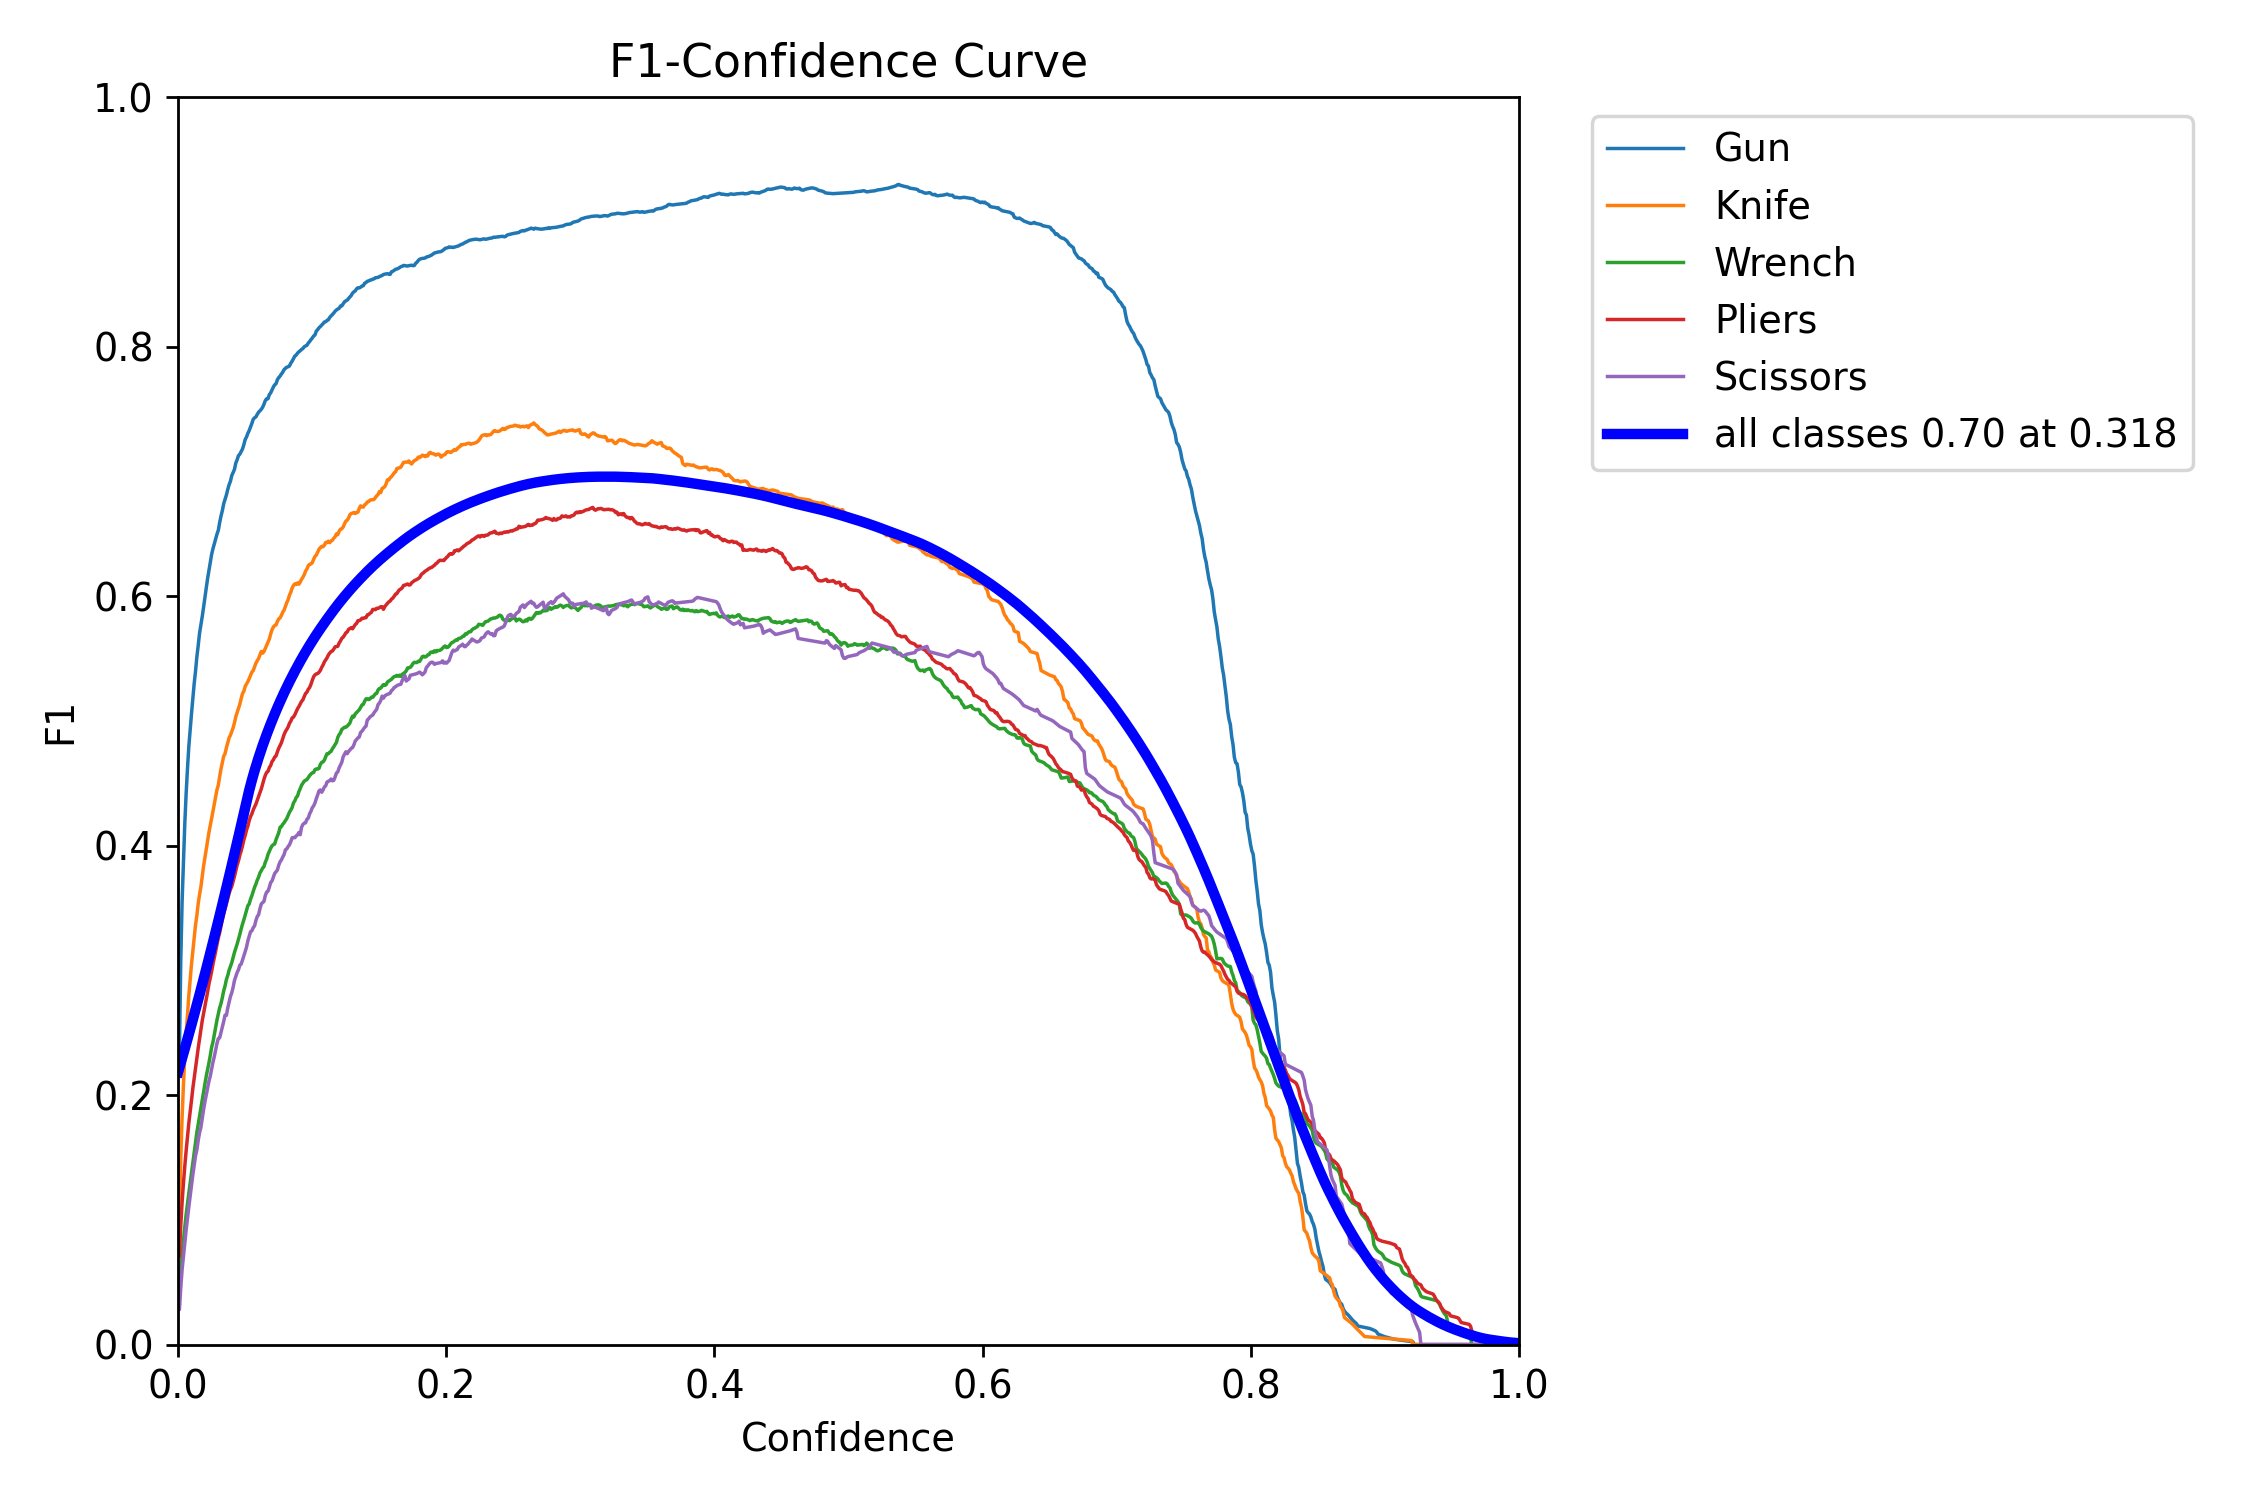 F1-Confidence Curve
1.0
0.8
0.6
0.4
0.2
0.0
F1
0.0 0.2 0.4 0.6 0.8 1.0
Confidence
Gun
Knife
Wrench
Pliers
Scissors
all classes 0.70 at 0.318